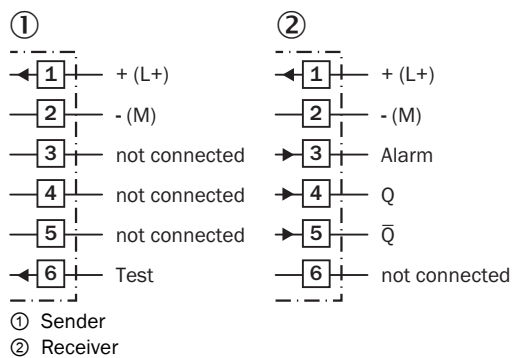 ① ②
1 + (L+)
2 - (M)
3 not connected
4 not connected
5 not connected
6 Test
1 + (L+)
2 - (M)
3 Alarm
4 Q
5 Q̅
6 not connected
① Sender
② Receiver